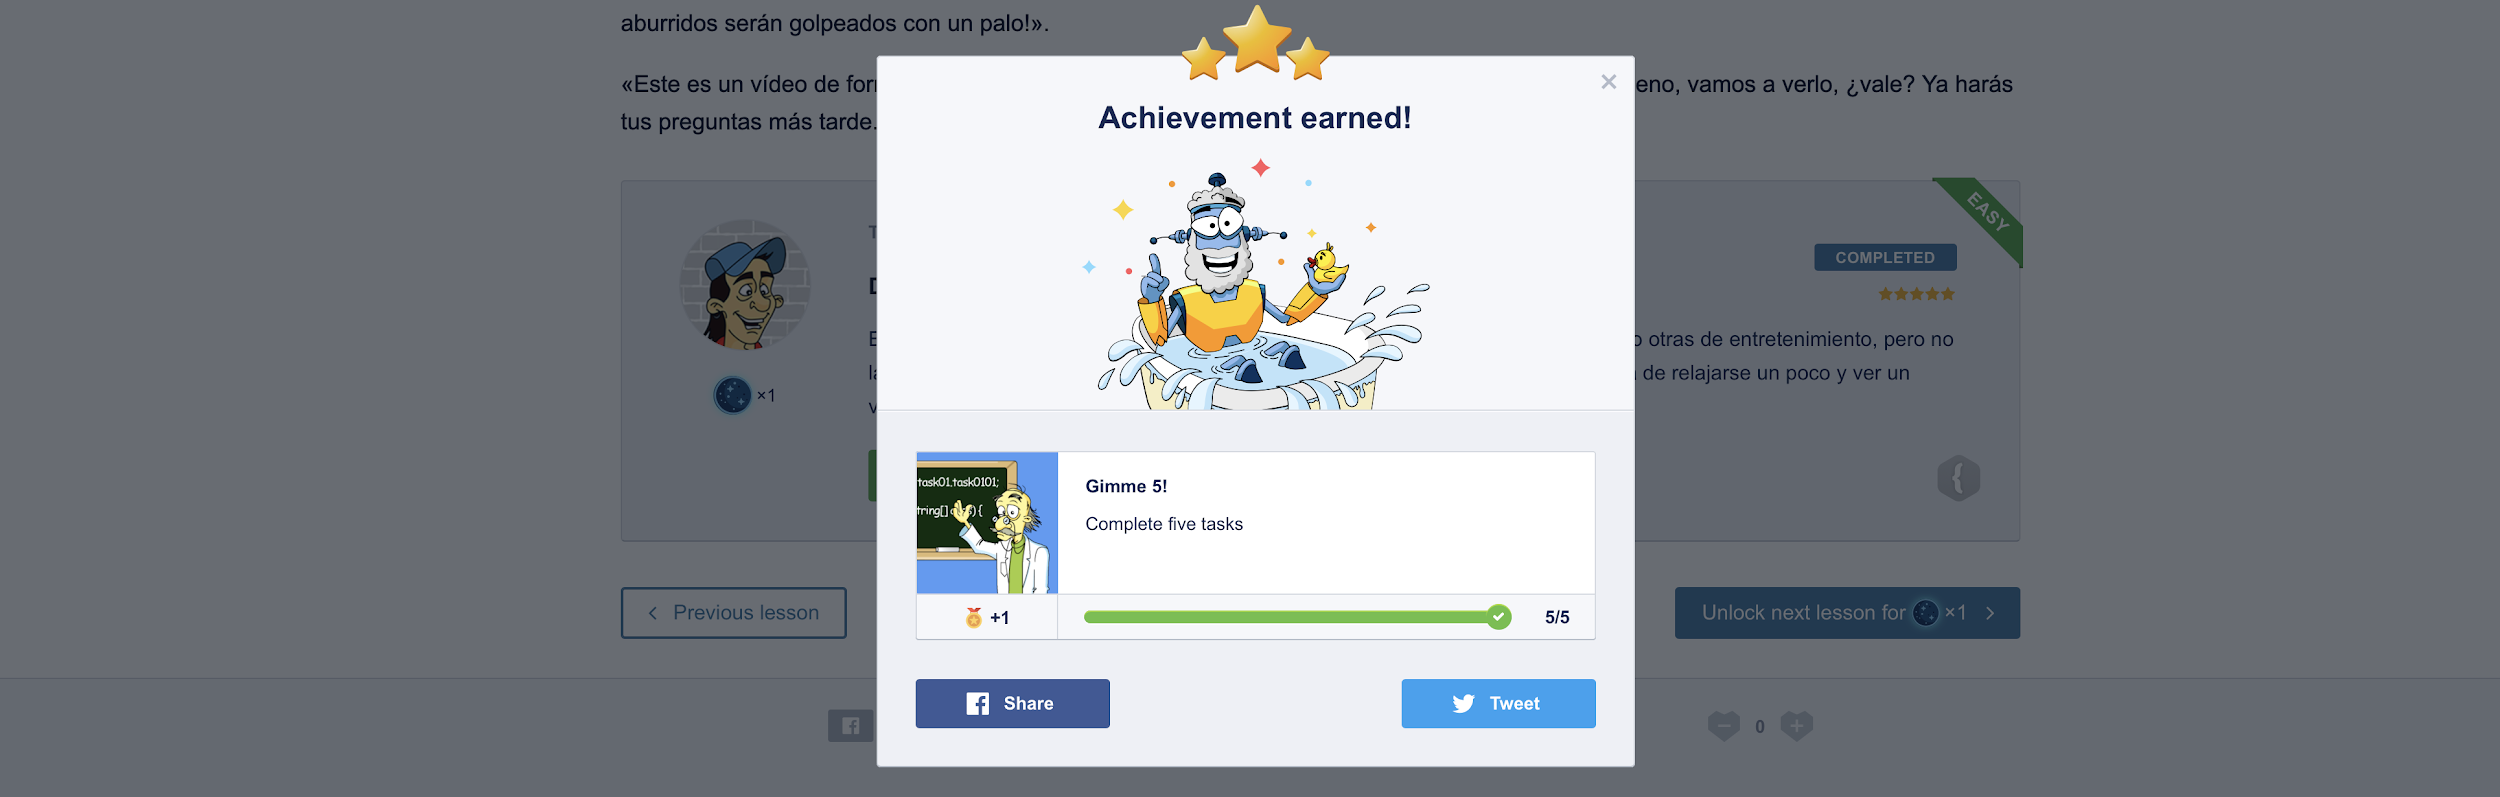 aburridos serán golpeados con un palo!».
«Este es un vídeo de
eno, vamos a verlo, ¿vale? Ya harás
tus preguntas más tarde.
Achievement earned!
EASY
COMPLETED
o otras de entretenimiento, pero no
de relajarse un poco y ver un
×1
task01.task0101;
tring[]
){
Gimme 5!
Complete five tasks
+1
5/5
Previous lesson
Unlock next lesson for ×1
Share
Tweet
0